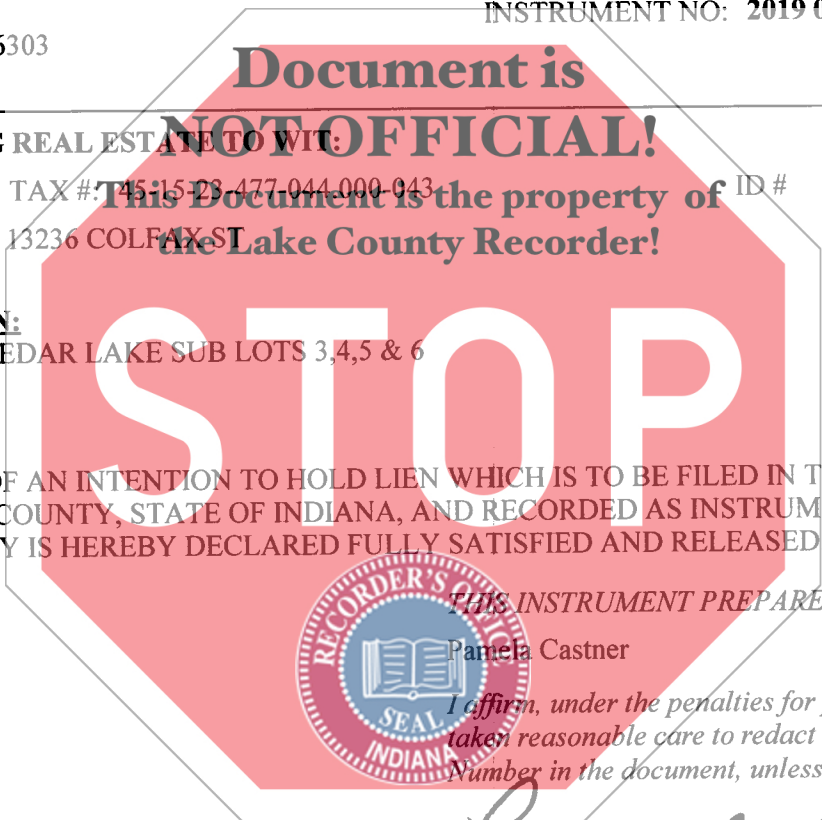 INSTRUMENT NO: 2019 0
6303
Document is
NOT OFFICIAL!
G REAL ESTATE TO WIT:
TAX #: 45-15-23-477-044.000-043 ID #
This Document is the property of
13236 COLFAX ST
the Lake County Recorder!
N:
EDAR LAKE SUB LOTS 3,4,5 & 6
STOP
OF AN INTENTION TO HOLD LIEN WHICH IS TO BE FILED IN T
COUNTY, STATE OF INDIANA, AND RECORDED AS INSTRUM
Y IS HEREBY DECLARED FULLY SATISFIED AND RELEASED
RECORDER'S OFFICE
SEAL
INDIANA
THIS INSTRUMENT PREPARE
Pamela Castner
I affirm, under the penalties for
taken reasonable care to redact
Number in the document, unless